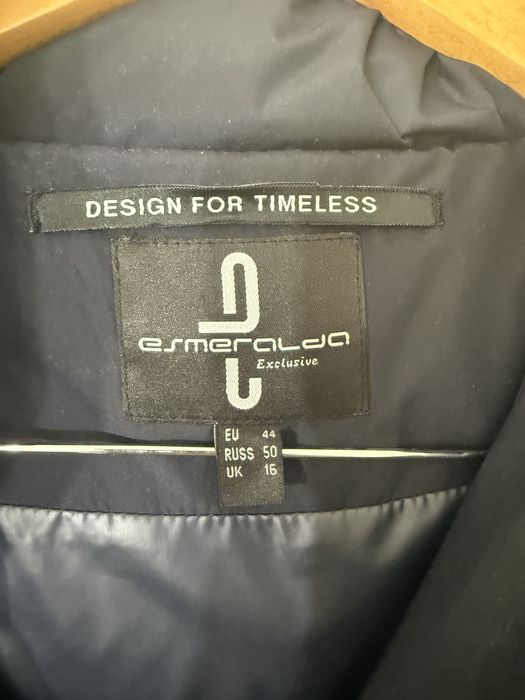 DESIGN FOR TIMELESS
esmeralda
Exclusive
EU 44
RUSS 50
UK 16